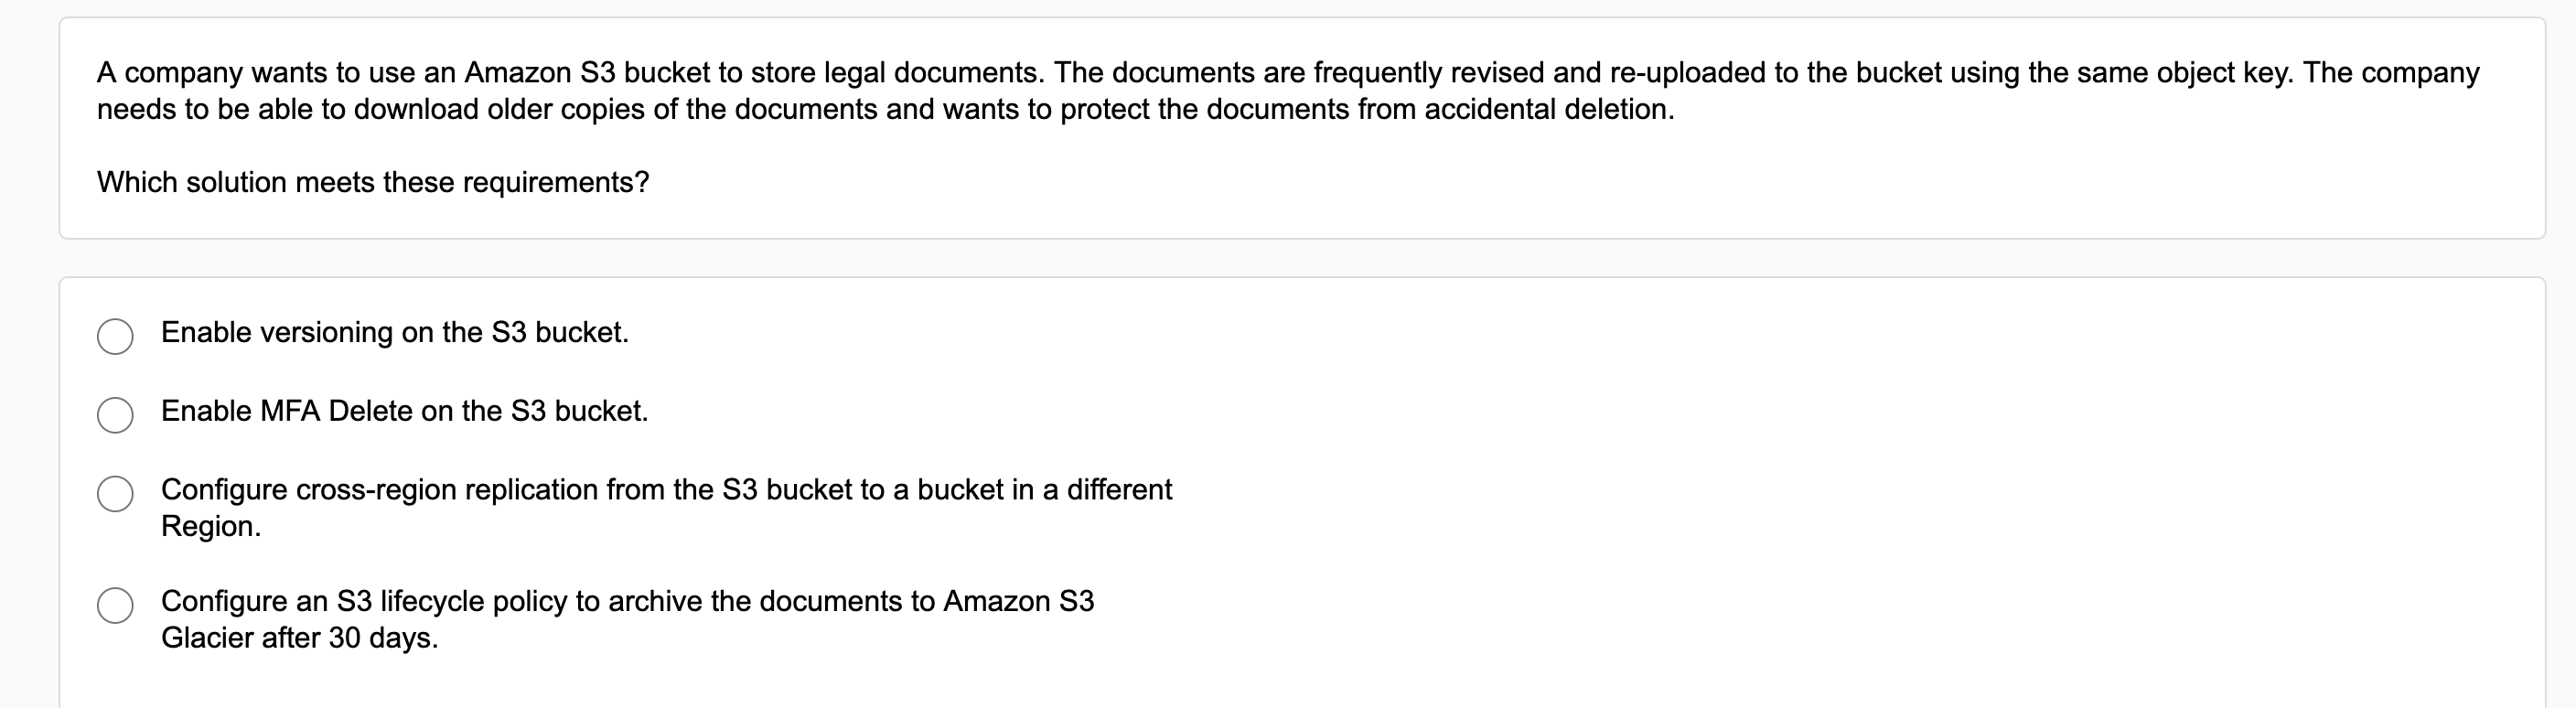 A company wants to use an Amazon S3 bucket to store legal documents. The documents are frequently revised and re-uploaded to the bucket using the same object key. The company
needs to be able to download older copies of the documents and wants to protect the documents from accidental deletion.
Which solution meets these requirements?
Enable versioning on the S3 bucket.
Enable MFA Delete on the S3 bucket.
Configure cross-region replication from the S3 bucket to a bucket in a different
Region.
Configure an S3 lifecycle policy to archive the documents to Amazon S3
Glacier after 30 days.